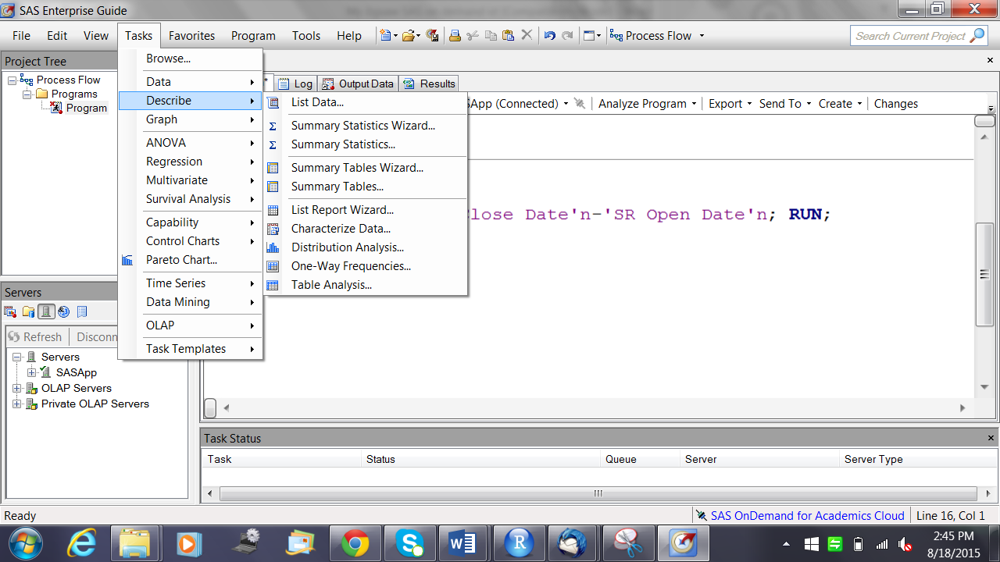 SAS Enterprise Guide
File Edit View Tasks Favorites Program Tools Help Process Flow Search Current Project
Project Tree
Process Flow
Programs
Program
Browse...
Data
Describe
Graph
ANOVA
Regression
Multivariate
Survival Analysis
Capability
Control Charts
Pareto Chart...
Time Series
Data Mining
OLAP
Task Templates
Log Output Data Results
(Connected) Analyze Program Export Send To Create Changes
List Data...
Summary Statistics Wizard...
Summary Statistics...
Summary Tables Wizard...
Summary Tables...
List Report Wizard...
Characterize Data...
Distribution Analysis...
One-Way Frequencies...
Table Analysis...
Date'n-'SR Open Date'n; RUN;
Servers
Refresh
Servers
SASApp
OLAP Servers
Private OLAP Servers
Task Status
Task Status Queue Server Server Type
Ready SAS OnDemand for Academics Cloud Line 16, Col 1
2:45 PM
8/18/2015